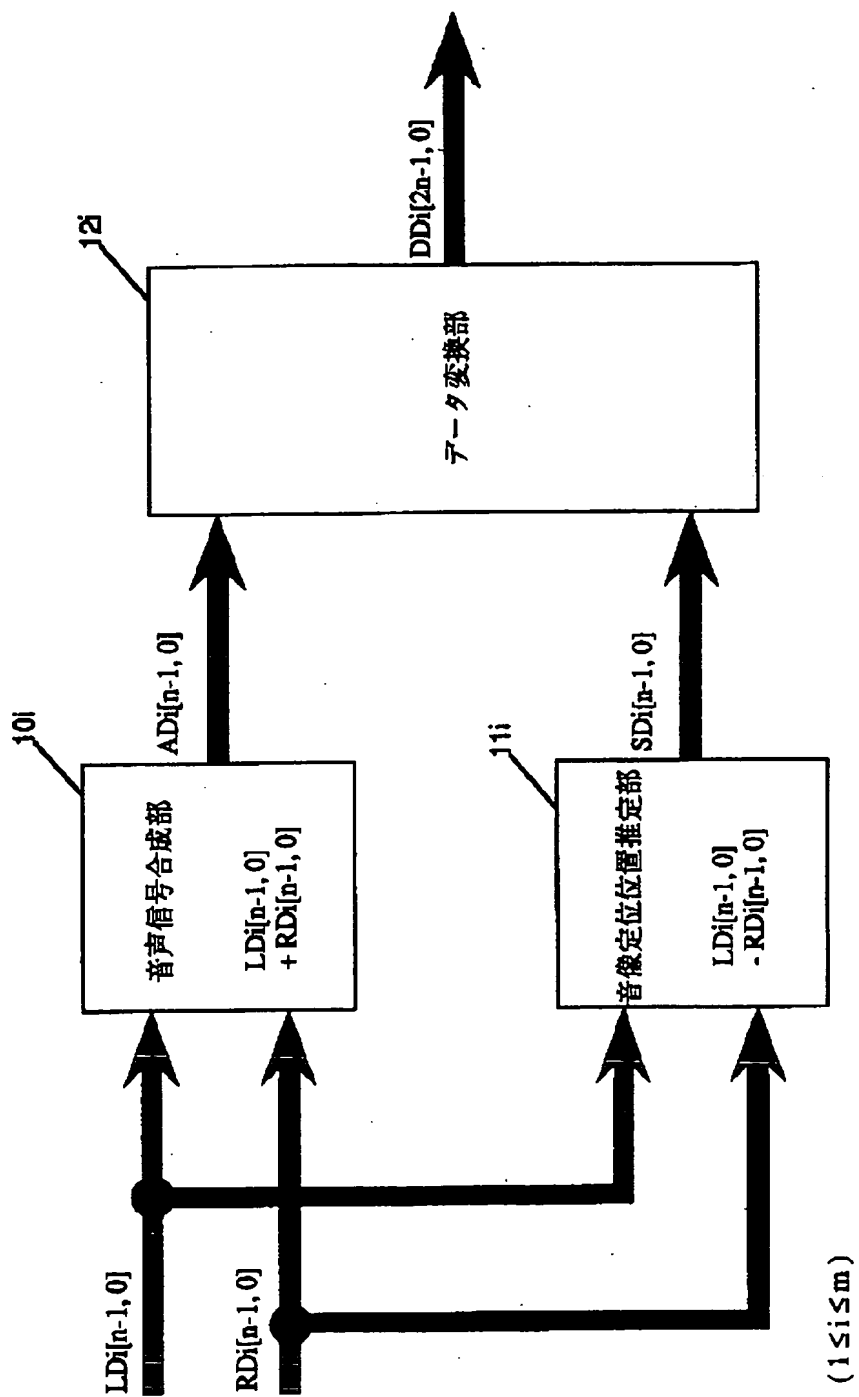 LDi[n-1, 0]
RDi[n-1, 0]
10i
音声信号合成部
LDi[n-1, 0]
+ RDi[n-1, 0]
ADi[n-1, 0]
11i
音像定位位置推定部
LDi[n-1, 0]
- RDi[n-1, 0]
SDi[n-1, 0]
12i
データ変換部
DDi[2n-1, 0]
(1≤i≤m)